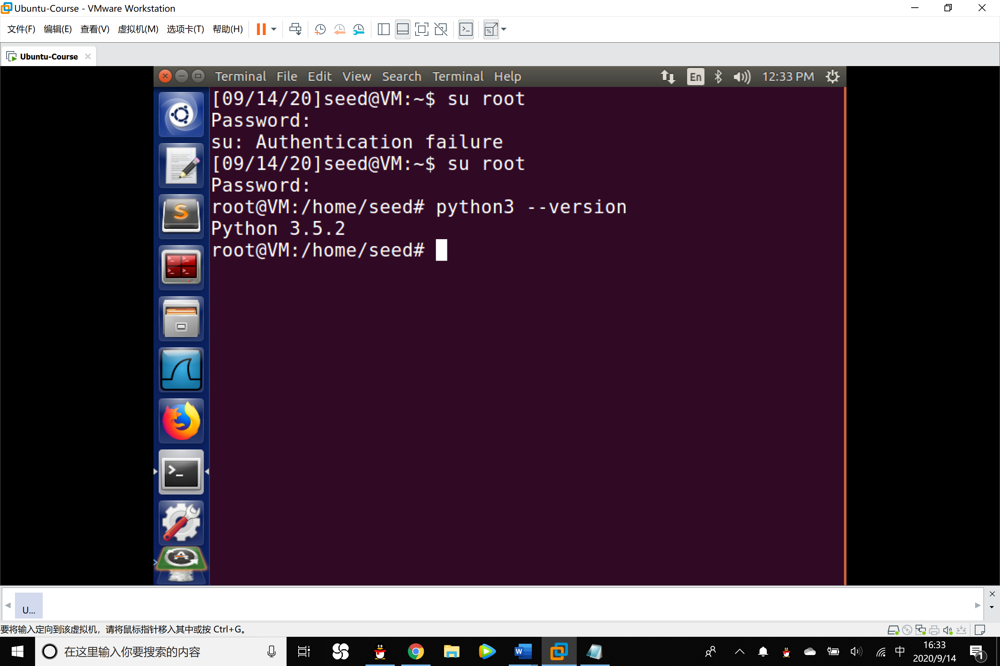 Ubuntu-Course - VMware Workstation
文件(F) 编辑(E) 查看(V) 虚拟机(M) 选项卡(T) 帮助(H)
Ubuntu-Course
Terminal File Edit View Search Terminal Help En 12:33 PM
[09/14/20]seed@VM:~$ su root
Password:
su: Authentication failure
[09/14/20]seed@VM:~$ su root
Password:
root@VM:/home/seed# python3 --version
Python 3.5.2
root@VM:/home/seed#
U...
要将输入定向到该虚拟机，请将鼠标指针移入其中或按 Ctrl+G。
在这里输入你要搜索的内容
中
16:33
2020/9/14
1